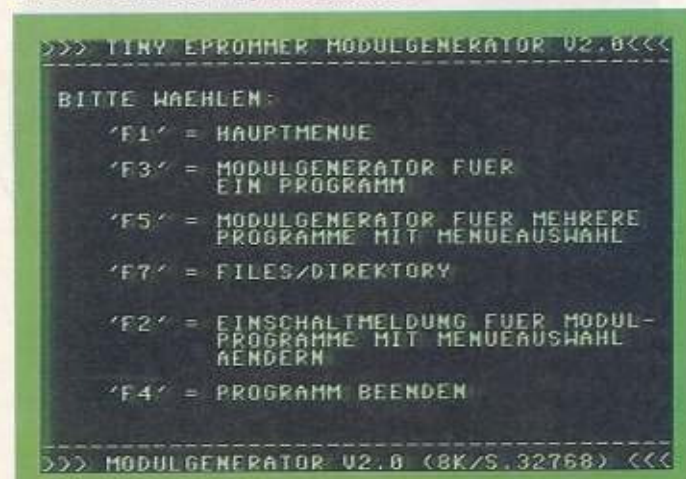 >>> TINY EPROMMER MODULGENERATOR V2.0<<<
BITTE WAEHLEN:
'F1' = HAUPTMENUE
'F3' = MODULGENERATOR FUER
EIN PROGRAMM
'F5' = MODULGENERATOR FUER MEHRERE
PROGRAMME MIT MENUEAUSWAHL
'F7' = FILES/DIREKTORY
'F2' = EINSCHALTMELDUNG FUER MODUL-
PROGRAMME MIT MENUEAUSWAHL
AENDERN
'F4' = PROGRAMM BEENDEN
>>> MODULGENERATOR V2.0 (8K/S.32768) <<<